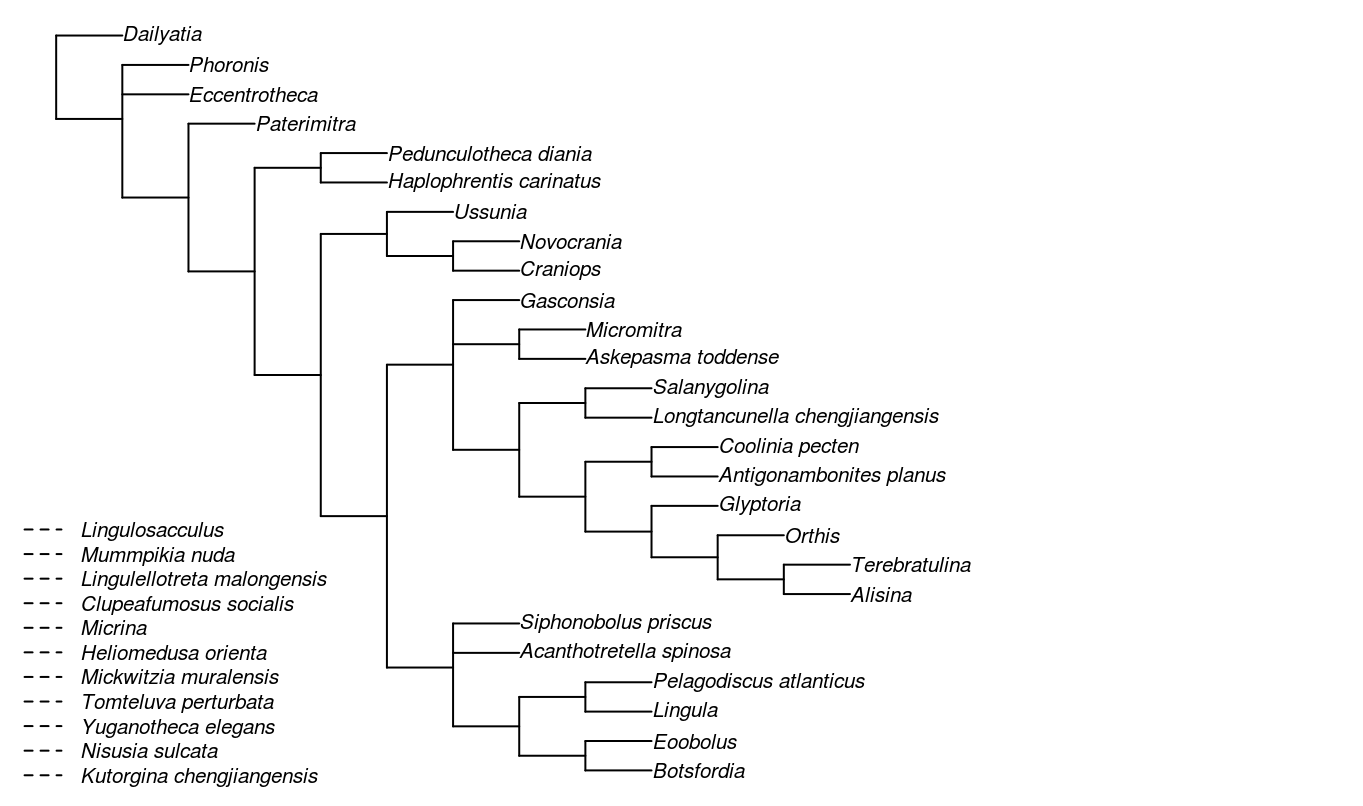 Dailyatia
Phoronis
Eccentrotheca
Paterimitra
Pedunculotheca diania
Haplophrentis carinatus
Ussunia
Novocrania
Craniops
Gasconsia
Micromitra
Askepasma toddense
Salanygolina
Longtancunella chengjiangensis
Coolinia pecten
Antigonambonites planus
Glyptoria
Orthis
Terebratulina
Alisina
Siphonobolus priscus
Acanthotretella spinosa
Pelagodiscus atlanticus
Lingula
Eoobolus
Botsfordia
Lingulosacculus
Mummpikia nuda
Lingulellotreta malongensis
Clupeafumosus socialis
Micrina
Heliomedusa orienta
Mickwitzia muralensis
Tomteluva perturbata
Yuganotheca elegans
Nisusia sulcata
Kutorgina chengjiangensis